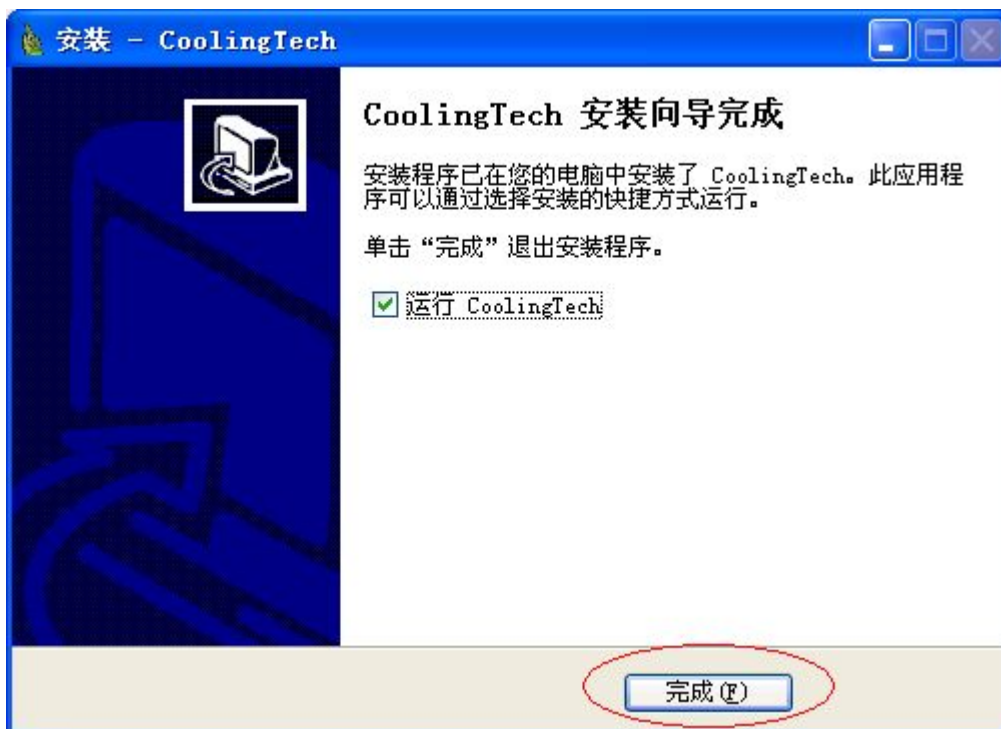 安装 - CoolingTech
CoolingTech 安装向导完成
安装程序已在您的电脑中安装了 CoolingTech。此应用程
序可以通过选择安装的快捷方式运行。
单击“完成”退出安装程序。
运行 CoolingTech
完成(F)